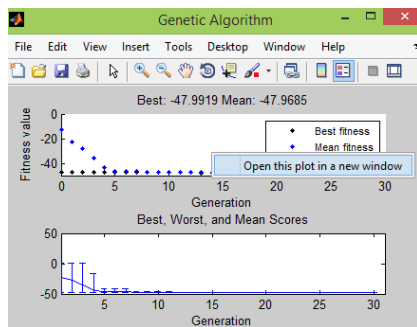 Genetic Algorithm
File Edit View Insert Tools Desktop Window Help
Best: -47.9919 Mean: -47.9685
Fitness value
0
-20
-40
Best fitness
Mean fitness
Open this plot in a new window
0 5 10 15 20 25 30
Generation
Best, Worst, and Mean Scores
50
0
-50
5 10 15 20 25 30
Generation